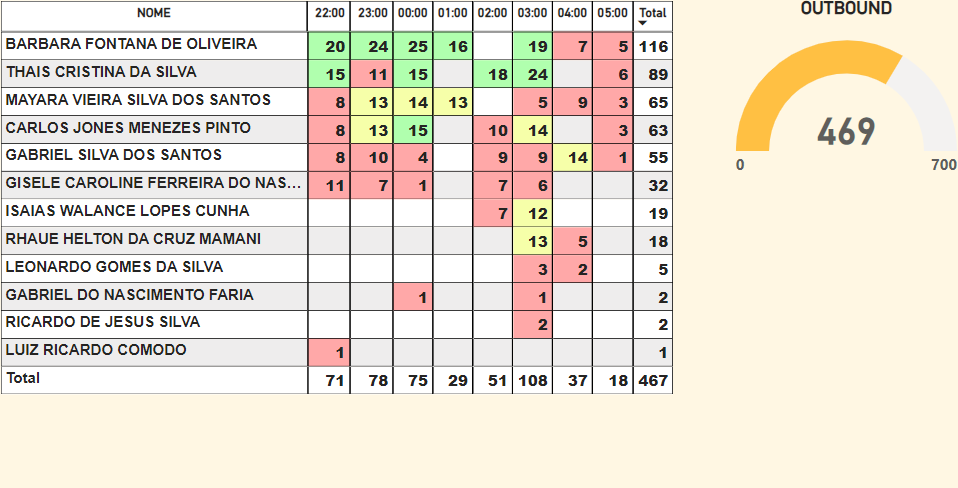 NOME 22:00 23:00 00:00 01:00 02:00 03:00 04:00 05:00 Total
BARBARA FONTANA DE OLIVEIRA 20 24 25 16 19 7 5 116
THAIS CRISTINA DA SILVA 15 11 15 18 24 6 89
MAYARA VIEIRA SILVA DOS SANTOS 8 13 14 13 5 9 3 65
CARLOS JONES MENEZES PINTO 8 13 15 10 14 3 63
GABRIEL SILVA DOS SANTOS 8 10 4 9 9 14 1 55
GISELE CAROLINE FERREIRA DO NAS... 11 7 1 7 6 32
ISAIAS WALANCE LOPES CUNHA 7 12 19
RHAUE HELTON DA CRUZ MAMANI 13 5 18
LEONARDO GOMES DA SILVA 3 2 5
GABRIEL DO NASCIMENTO FARIA 1 1 2
RICARDO DE JESUS SILVA 2 2
LUIZ RICARDO COMODO 1 1
Total 71 78 75 29 51 108 37 18 467
OUTBOUND
469
0 700